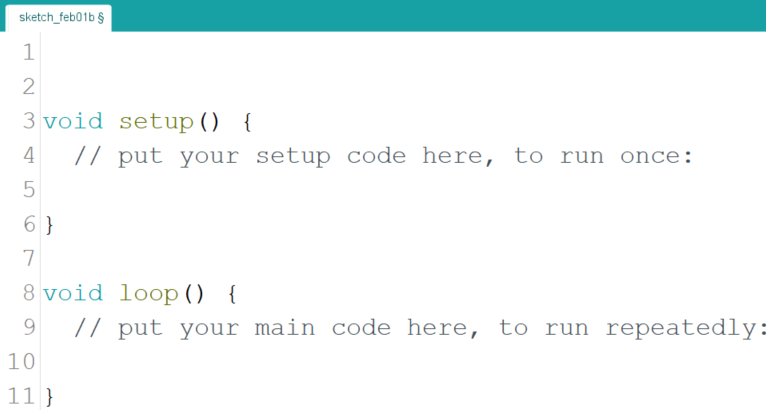 sketch_feb01b §
1
2
3 void setup() {
4   // put your setup code here, to run once:
5
6 }
7
8 void loop() {
9   // put your main code here, to run repeatedly:
10
11 }